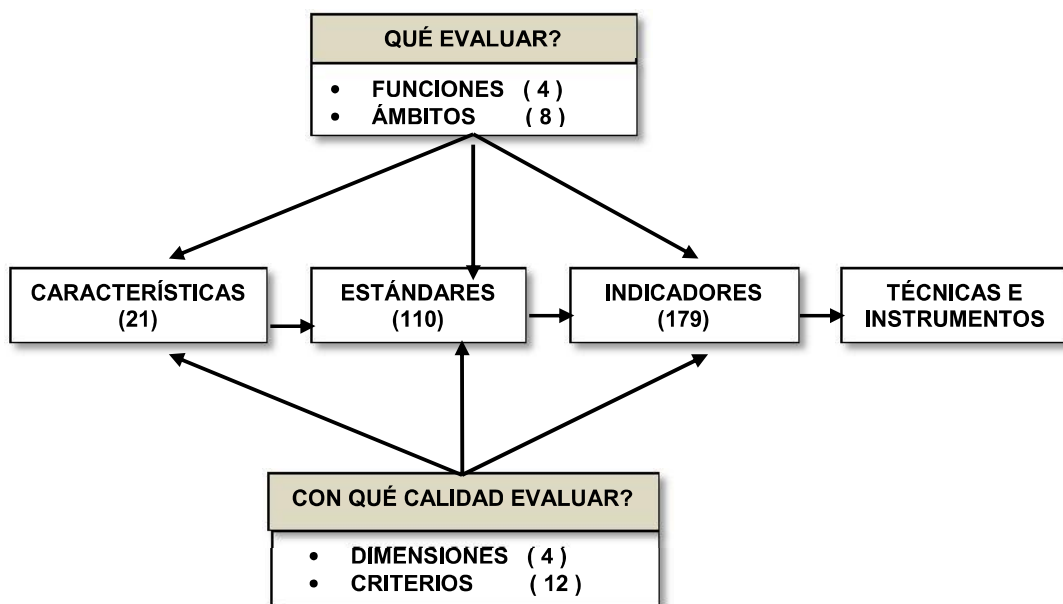 QUÉ EVALUAR?
• FUNCIONES ( 4 )
• ÁMBITOS ( 8 )
CARACTERÍSTICAS
(21)
ESTÁNDARES
(110)
INDICADORES
(179)
TÉCNICAS E
INSTRUMENTOS
CON QUÉ CALIDAD EVALUAR?
• DIMENSIONES ( 4 )
• CRITERIOS ( 12 )